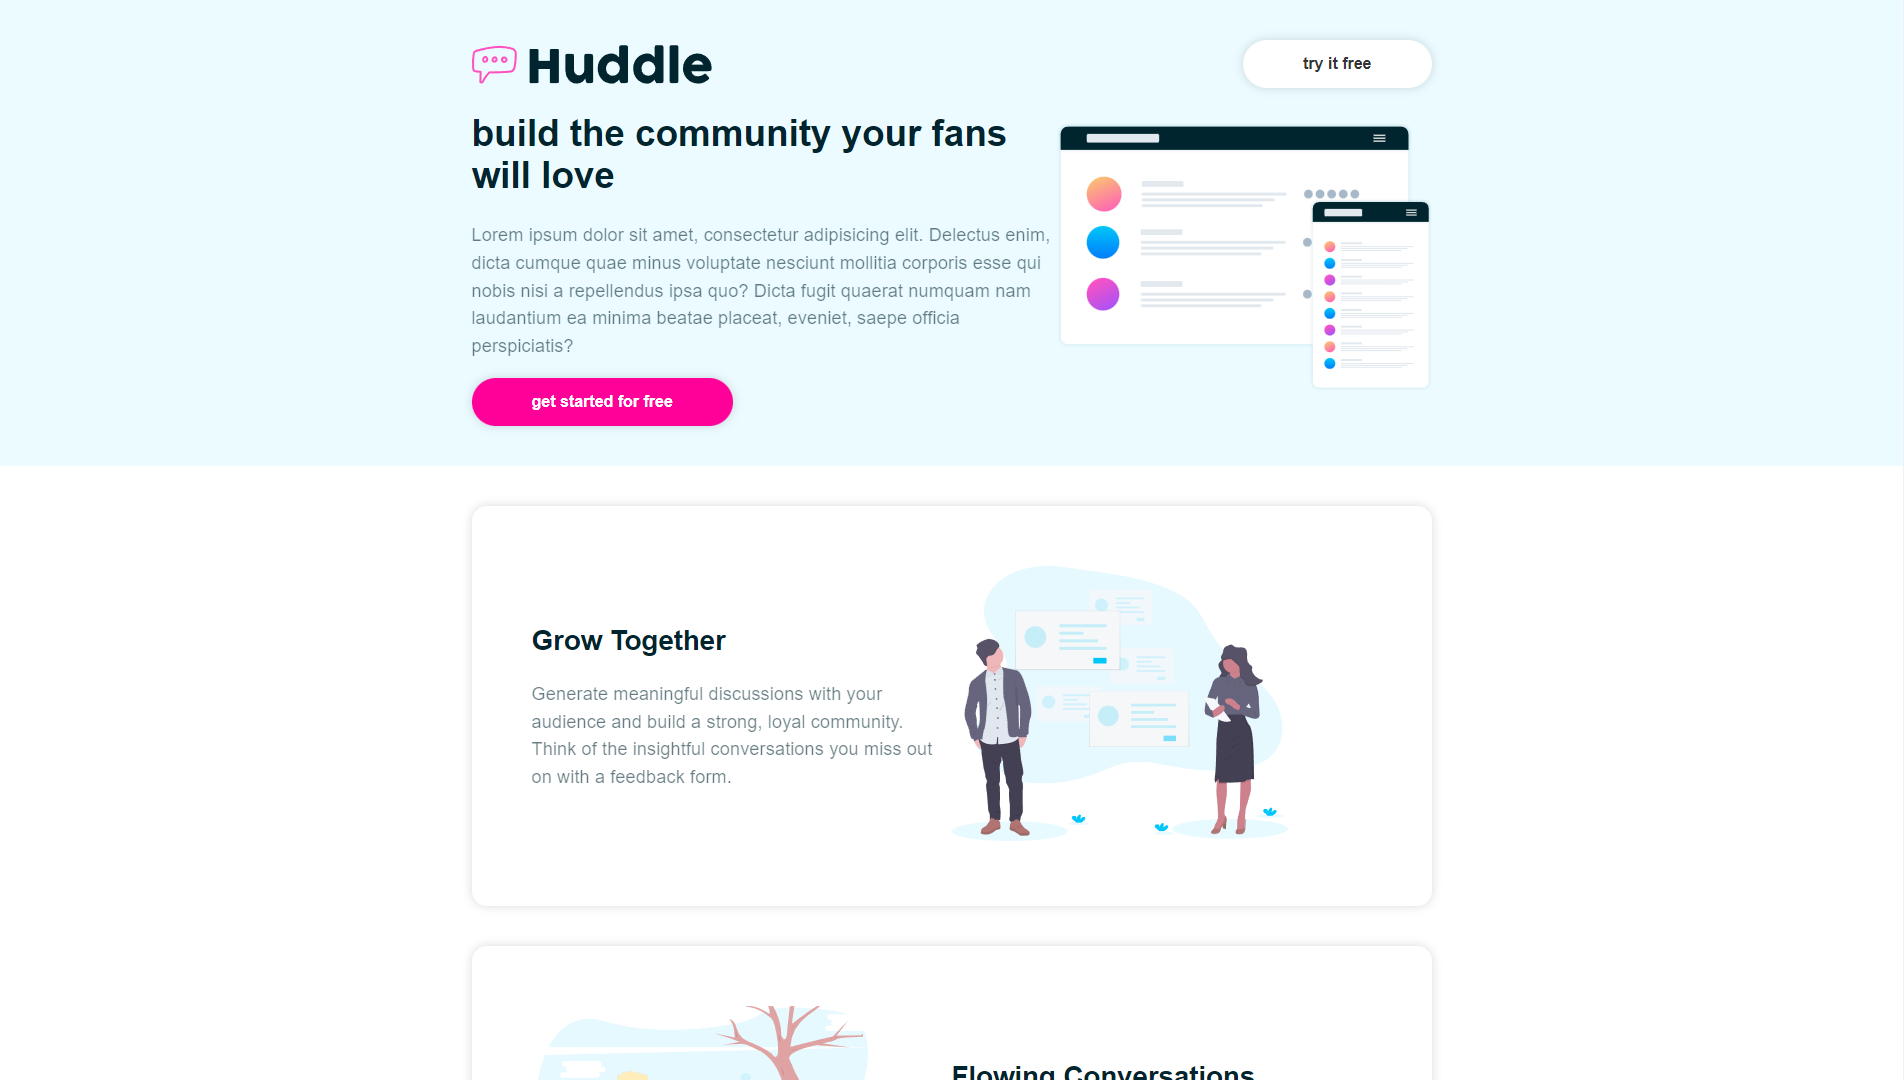 Huddle
try it free
build the community your fans
will love
Lorem ipsum dolor sit amet, consectetur adipisicing elit. Delectus enim,
dicta cumque quae minus voluptate nesciunt mollitia corporis esse qui
nobis nisi a repellendus ipsa quo? Dicta fugit quaerat numquam nam
laudantium ea minima beatae placeat, eveniet, saepe officia
perspiciatis?
get started for free
Grow Together
Generate meaningful discussions with your
audience and build a strong, loyal community.
Think of the insightful conversations you miss out
on with a feedback form.
Flowing Conversations